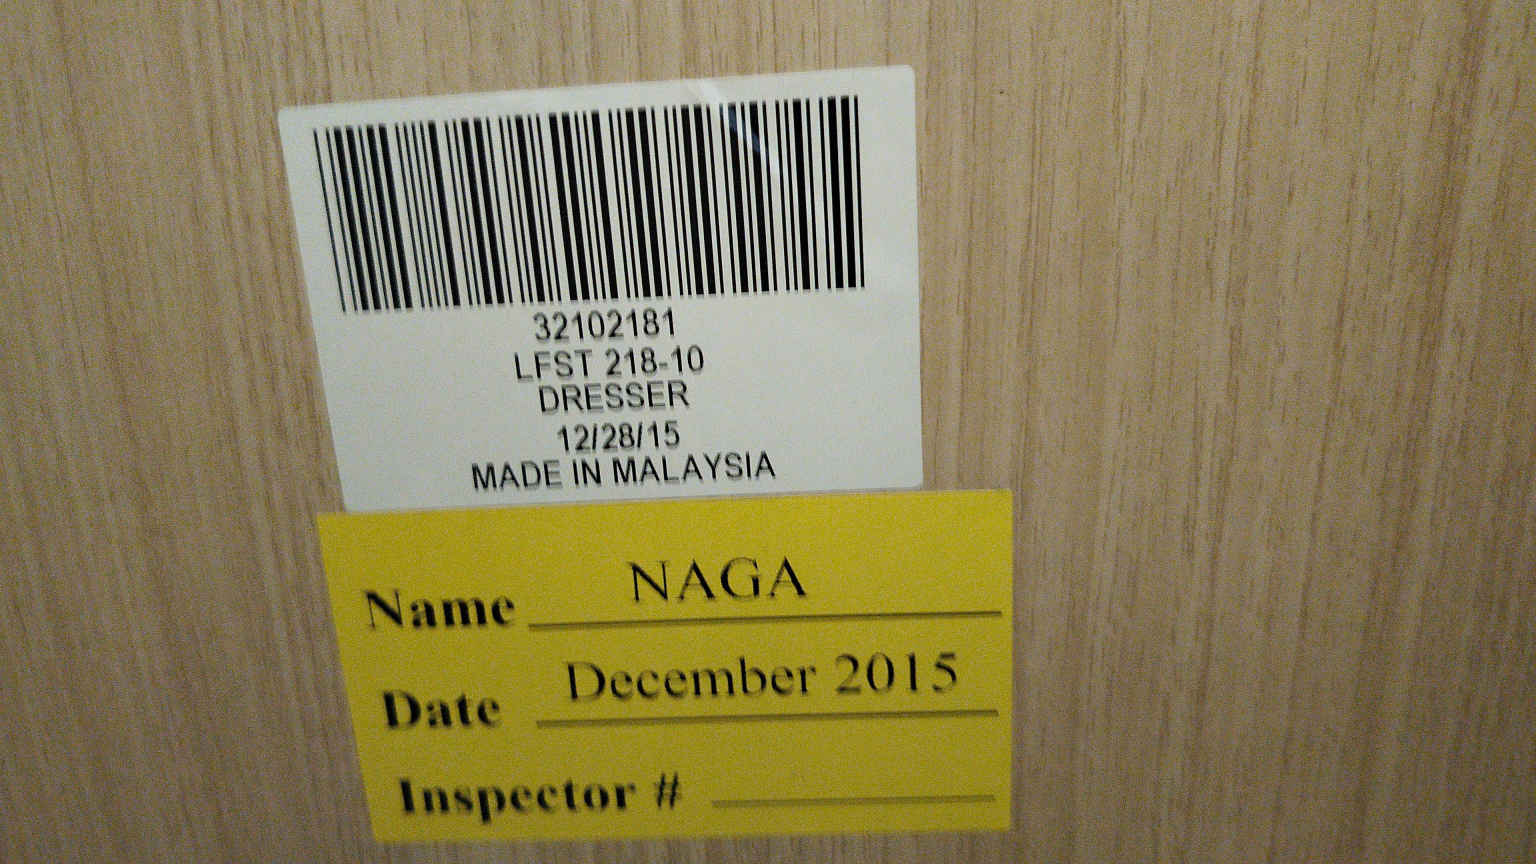 32102181
LFST 218-10
DRESSER
12/28/15
MADE IN MALAYSIA
Name NAGA
Date December 2015
Inspector #